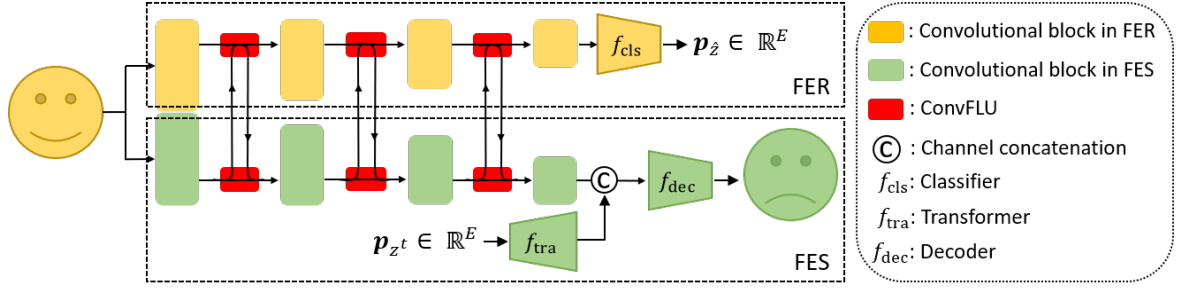 f_cls
p_ẑ ∈ ℝ^E
FER
p_{z^t} ∈ ℝ^E
f_tra
C
f_dec
FES
: Convolutional block in FER
: Convolutional block in FES
: ConvFLU
C : Channel concatenation
f_cls : Classifier
f_tra : Transformer
f_dec : Decoder